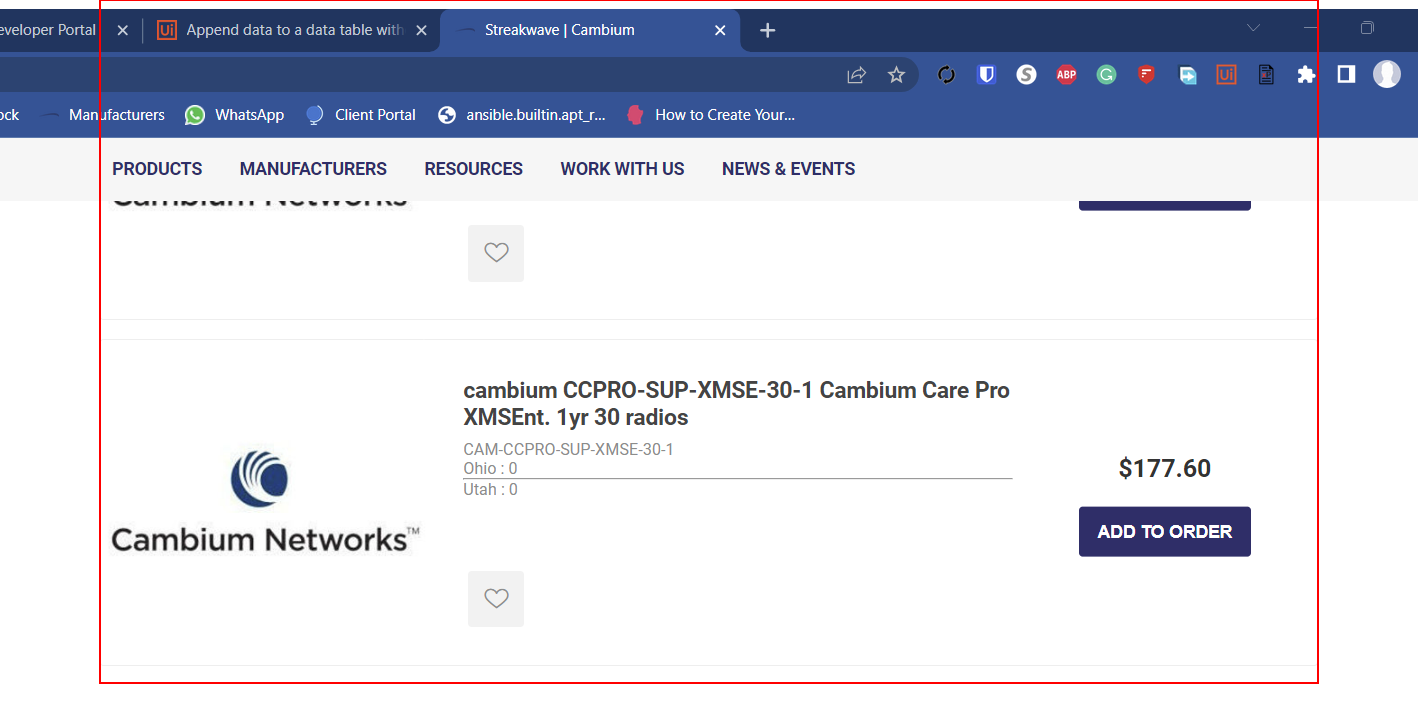 eveloper Portal
Ui Append data to a data table with
Streakwave | Cambium
S ABP G Ui
ock
Manufacturers
WhatsApp
Client Portal
ansible.builtin.apt_r...
How to Create Your...
PRODUCTS MANUFACTURERS RESOURCES WORK WITH US NEWS & EVENTS
Cambium Networks
cambium CCPRO-SUP-XMSE-30-1 Cambium Care Pro
XMSEnt. 1yr 30 radios
CAM-CCPRO-SUP-XMSE-30-1
Ohio : 0
Utah : 0
$177.60
ADD TO ORDER
Cambium Networks™